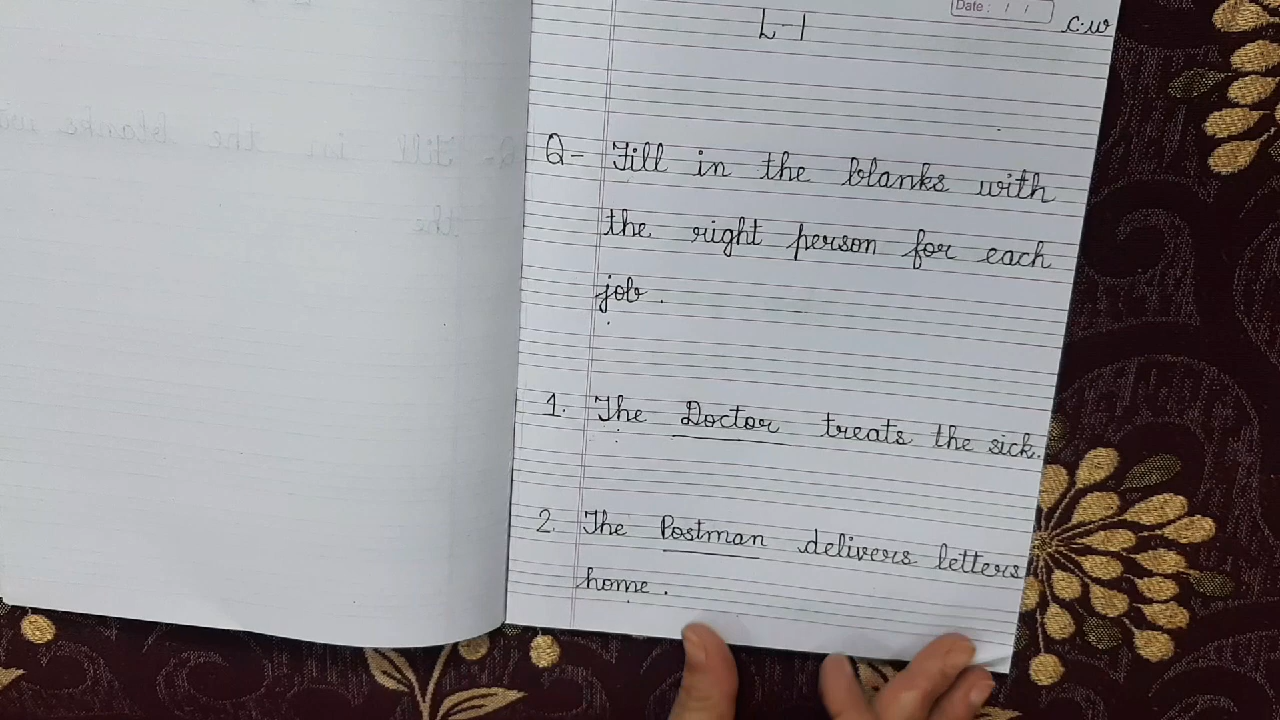 Date : / /
L-1
C.W
Q- Fill in the blanks with
the right person for each
job.
1. The Doctor treats the sick.
2. The Postman delivers letters
home.